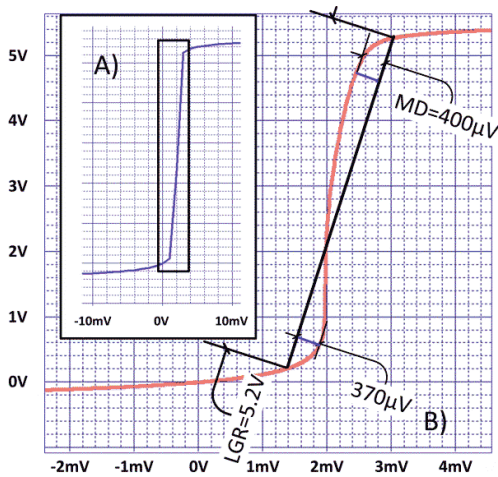 5V
4V
3V
2V
1V
0V
A)
-10mV 0V 10mV
MD=400µV
LGR=5.2V
370µV
B)
-2mV -1mV 0V 1mV 2mV 3mV 4mV